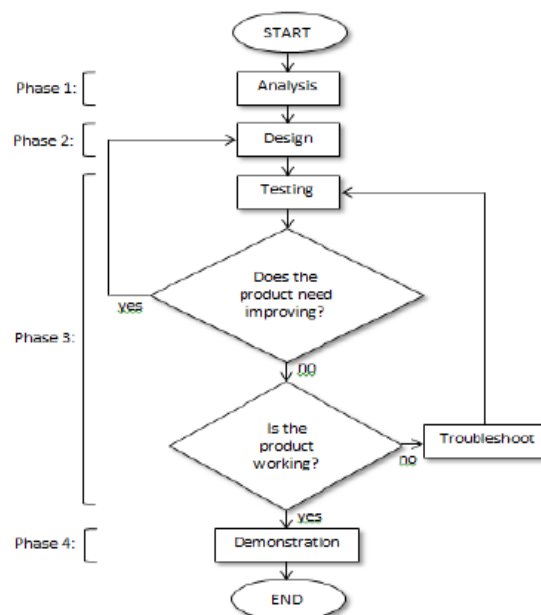 START
Phase 1:
Analysis
Phase 2:
Design
Testing
Does the
product need
improving?
yes
Phase 3:
no
Is the
product
working?
no
Troubleshoot
yes
Phase 4:
Demonstration
END